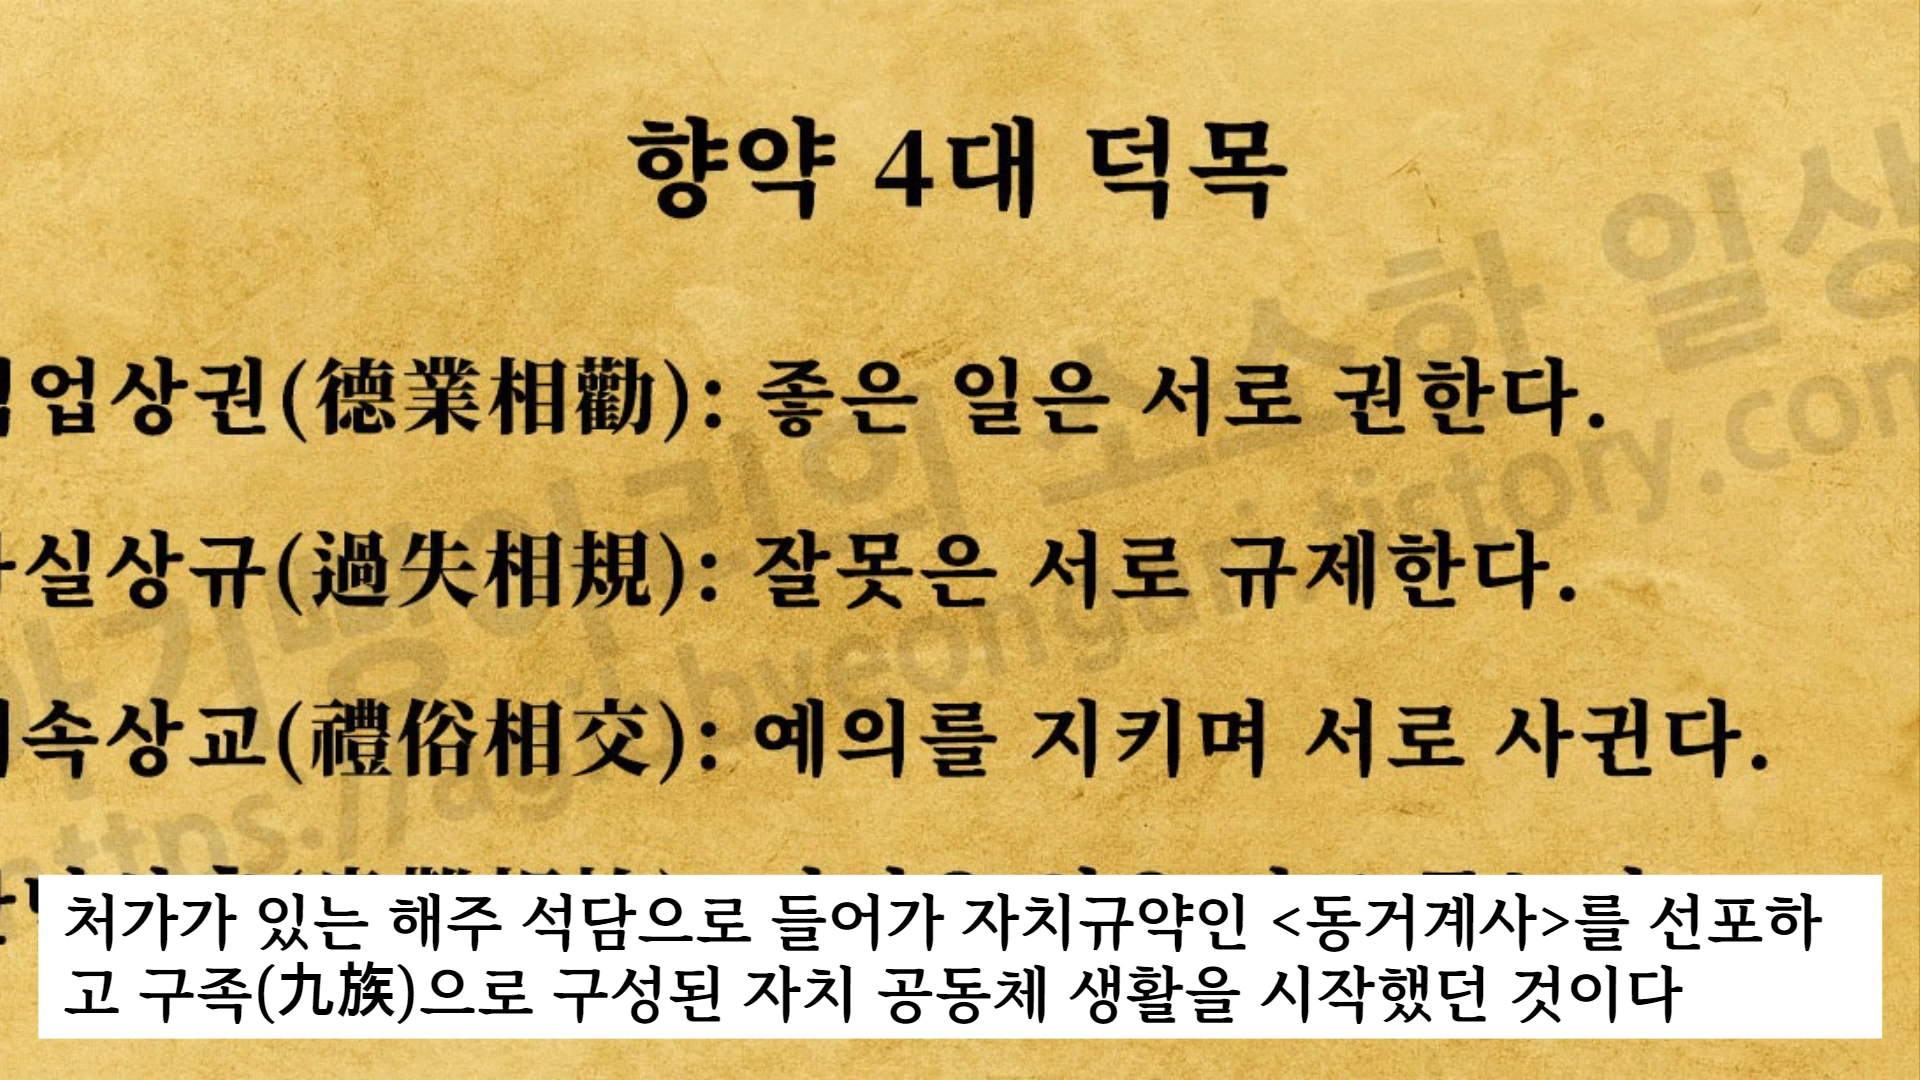 향약 4대 덕목
업상권(德業相勸): 좋은 일은 서로 권한다.
실상규(過失相規): 잘못은 서로 규제한다.
속상교(禮俗相交): 예의를 지키며 서로 사귄다.
처가가 있는 해주 석담으로 들어가 자치규약인 <동거계사>를 선포하
고 구족(九族)으로 구성된 자치 공동체 생활을 시작했던 것이다